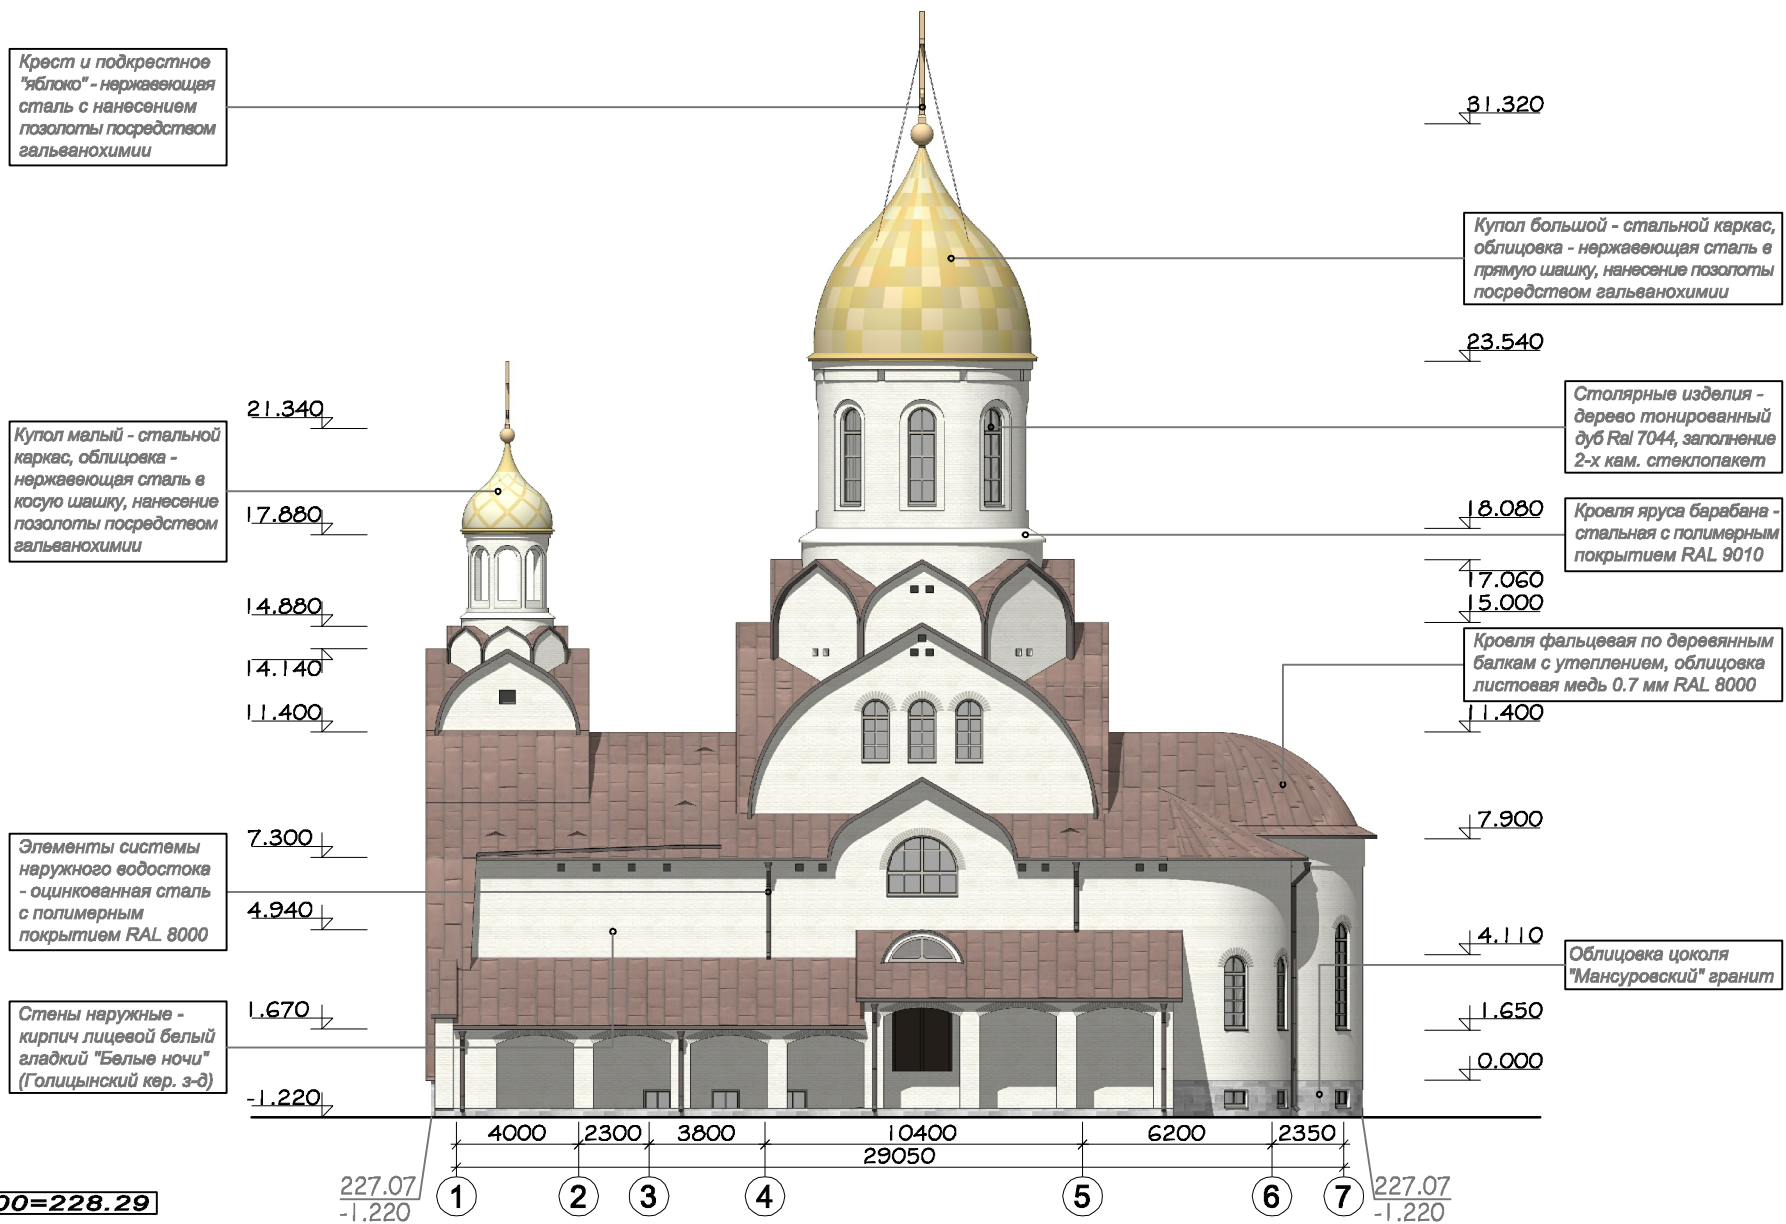 Крест и подкрестное
"яблоко" - нержавеющая
сталь с нанесением
позолоты посредством
гальванохимии
31.320
Купол большой - стальной каркас,
облицовка - нержавеющая сталь в
прямую шашку, нанесение позолоты
посредством гальванохимии
23.540
Столярные изделия -
дерево тонированный
дуб Ral 7044, заполнение
2-х кам. стеклопакет
21.340
Купол малый - стальной
каркас, облицовка -
нержавеющая сталь в
косую шашку, нанесение
позолоты посредством
гальванохимии
17.880
18.080
Кровля яруса барабана -
стальная с полимерным
покрытием RAL 9010
17.060
14.880
15.000
14.140
Кровля фальцевая по деревянным
балкам с утеплением, облицовка
листовая медь 0.7 мм RAL 8000
11.400
11.400
7.300
7.900
Элементы системы
наружного водостока
- оцинкованная сталь
с полимерным
покрытием RAL 8000
4.940
4.110
Облицовка цоколя
"Мансуровский" гранит
1.670
1.650
Стены наружные -
кирпич лицевой белый
гладкий "Белые ночи"
(Голицынский кер. з-д)
0.000
-1.220
4000 2300 3800 10400 6200 2350
29050
227.07
-1.220
1 2 3 4 5 6 7
227.07
-1.220
00=228.29